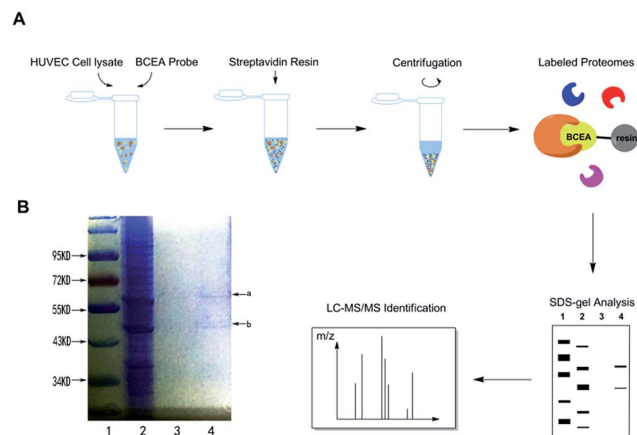 A
HUVEC Cell lysate BCEA Probe
Streptavidin Resin
Centrifugation
Labeled Proteomes
BCEA
resin
B
95KD
72KD
55KD
43KD
34KD
a
b
1 2 3 4
LC-MS/MS Identification
m/z
SDS-gel Analysis
1 2 3 4